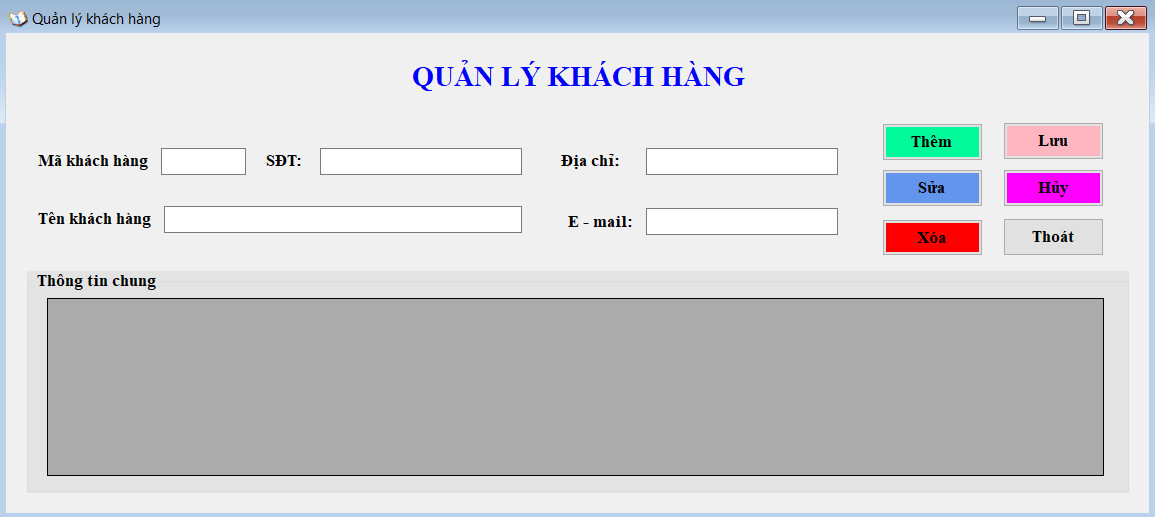 Quản lý khách hàng
QUẢN LÝ KHÁCH HÀNG
Mã khách hàng
SĐT:
Địa chỉ:
Thêm
Lưu
Sửa
Hủy
Tên khách hàng
E - mail:
Xóa
Thoát
Thông tin chung